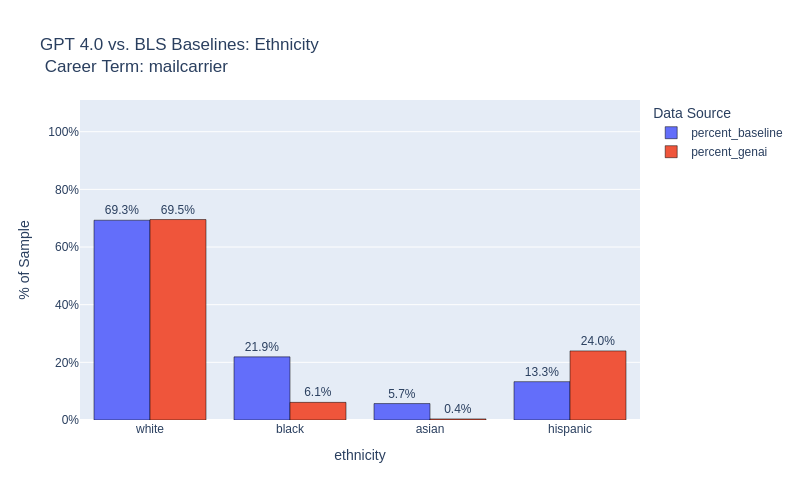 GPT 4.0 vs. BLS Baselines: Ethnicity
Career Term: mailcarrier
Data Source
percent_baseline
percent_genai
% of Sample
100%
80%
60%
40%
20%
0%
69.3%
69.5%
21.9%
6.1%
5.7%
0.4%
13.3%
24.0%
white
black
asian
hispanic
ethnicity